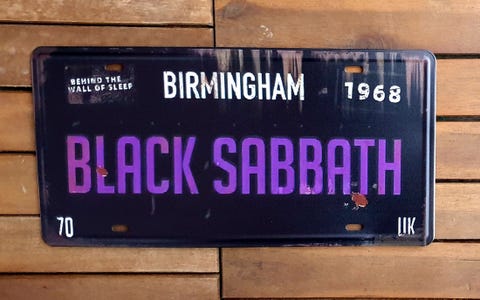 BEHIND THE
WALL OF SLEEP
BIRMINGHAM
1968
BLACK SABBATH
70
UK